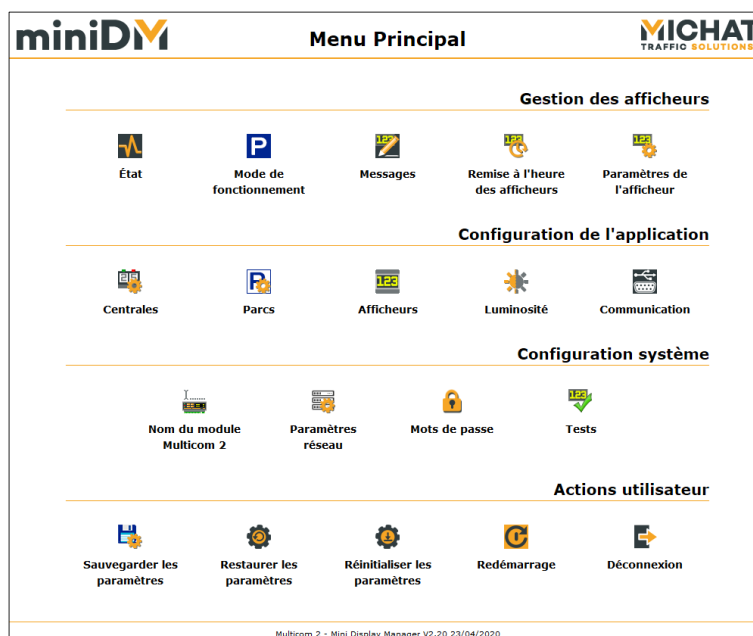 miniDM
Menu Principal
MICHAT
TRAFFIC SOLUTIONS
Gestion des afficheurs
État
Mode de
fonctionnement
Messages
Remise à l'heure
des afficheurs
Paramètres de
l'afficheur
Configuration de l'application
Centrales
Parcs
Afficheurs
Luminosité
Communication
Configuration système
Nom du module
Multicom 2
Paramètres
réseau
Mots de passe
Tests
Actions utilisateur
Sauvegarder les
paramètres
Restaurer les
paramètres
Réinitialiser les
paramètres
Redémarrage
Déconnexion
Multicom 2 - Mini Display Manager V2.20 23/04/2020